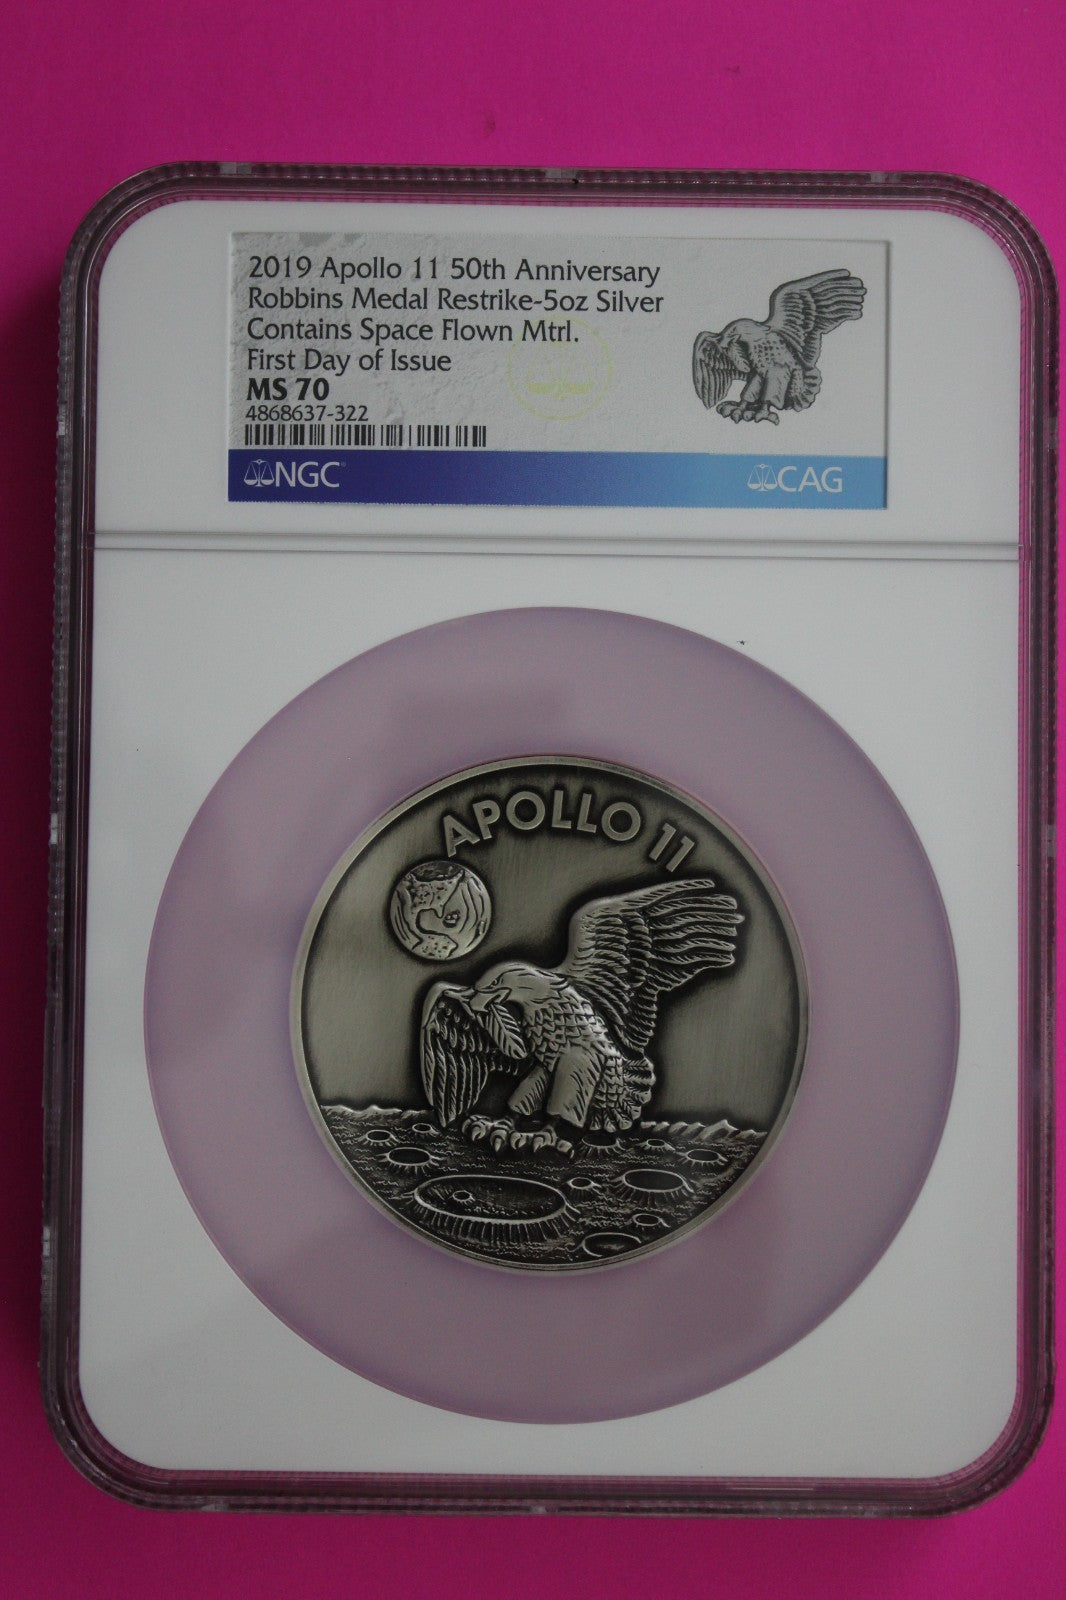 2019 Apollo 11 50th Anniversary
Robbins Medal Restrike-5oz Silver
Contains Space Flown Mtrl.
First Day of Issue
MS 70
4868637-322
NGC CAG
APOLLO 11